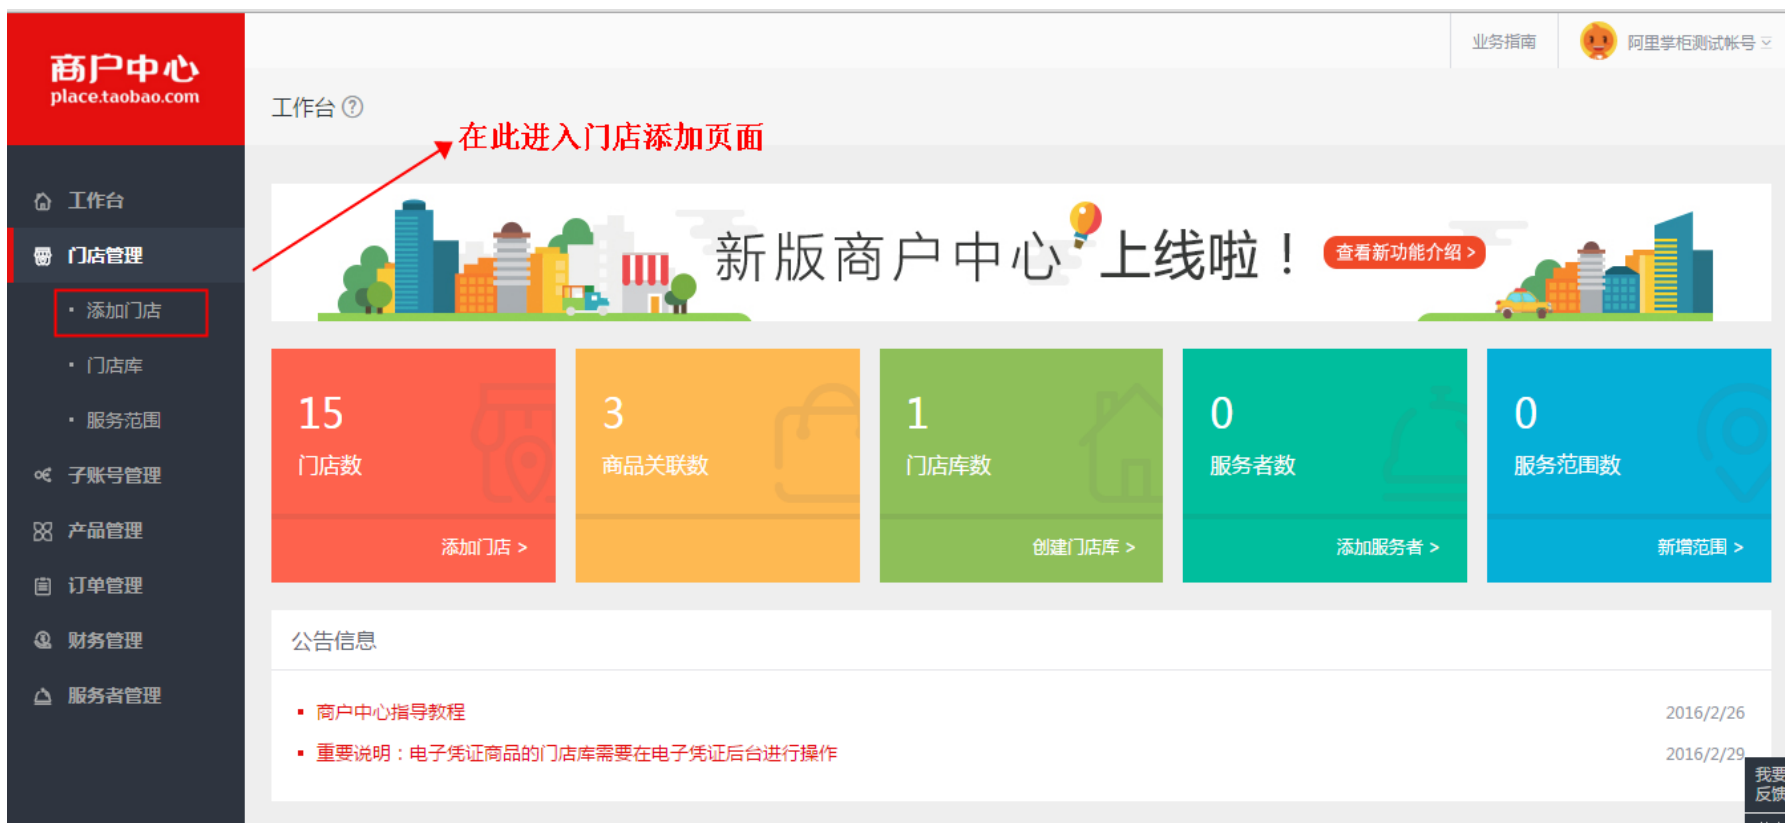 商户中心
place.taobao.com
业务指南
阿里掌柜测试帐号
工作台
在此进入门店添加页面
工作台
门店管理
添加门店
门店库
服务范围
子账号管理
产品管理
订单管理
财务管理
服务者管理
新版商户中心 上线啦！
查看新功能介绍 >
15
门店数
添加门店 >
3
商品关联数
1
门店库数
创建门店库 >
0
服务者数
添加服务者 >
0
服务范围数
新增范围 >
公告信息
商户中心指导教程 2016/2/26
重要说明：电子凭证商品的门店库需要在电子凭证后台进行操作 2016/2/29
我要
反馈